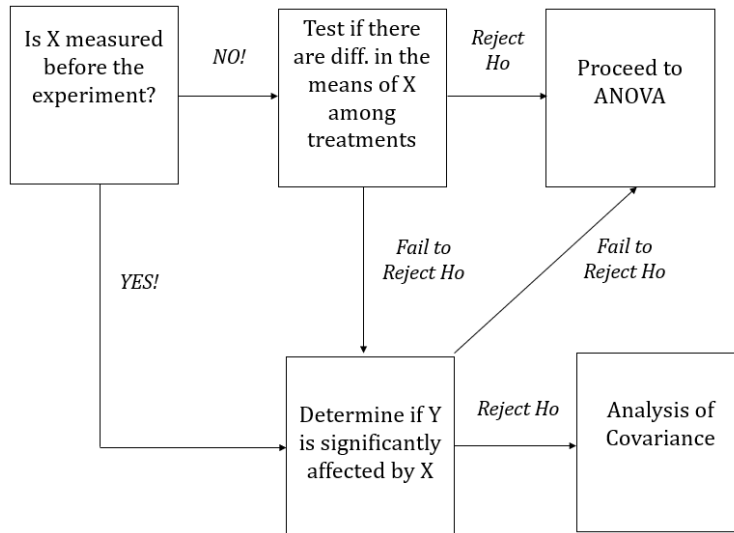 Is X measured
before the
experiment?
NO!
Test if there
are diff. in the
means of X
among
treatments
Reject
Ho
Proceed to
ANOVA
YES!
Fail to
Reject Ho
Fail to
Reject Ho
Determine if Y
is significantly
affected by X
Reject Ho
Analysis of
Covariance